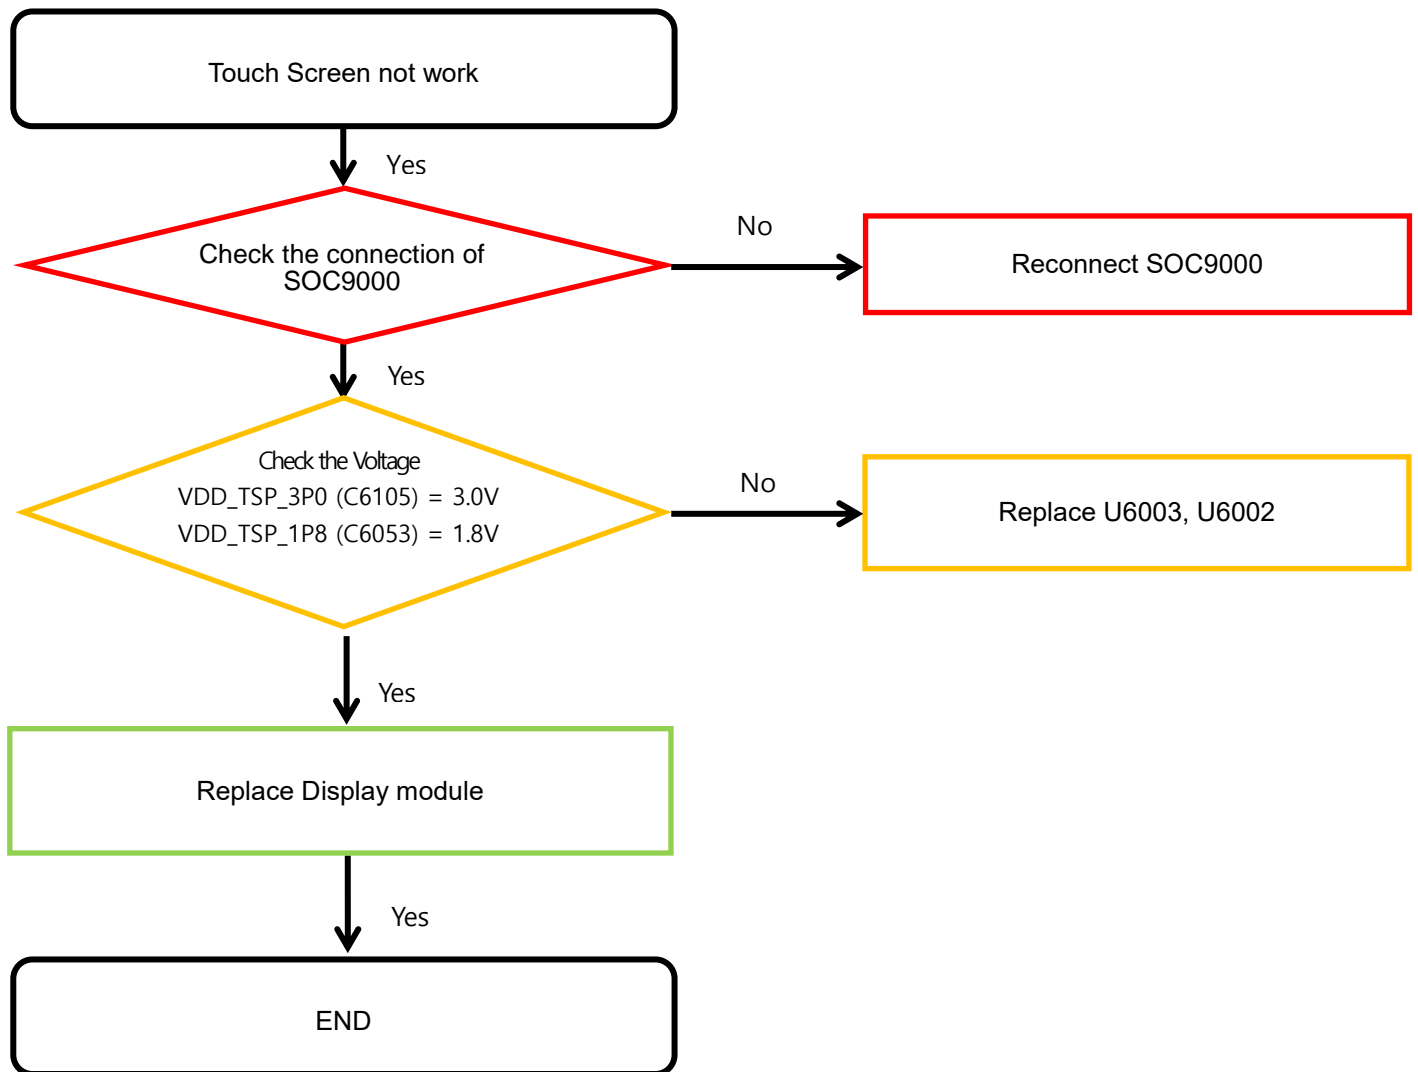 Touch Screen not work
Yes
Check the connection of
SOC9000
No
Reconnect SOC9000
Yes
Check the Voltage
VDD_TSP_3P0 (C6105) = 3.0V
VDD_TSP_1P8 (C6053) = 1.8V
No
Replace U6003, U6002
Yes
Replace Display module
Yes
END